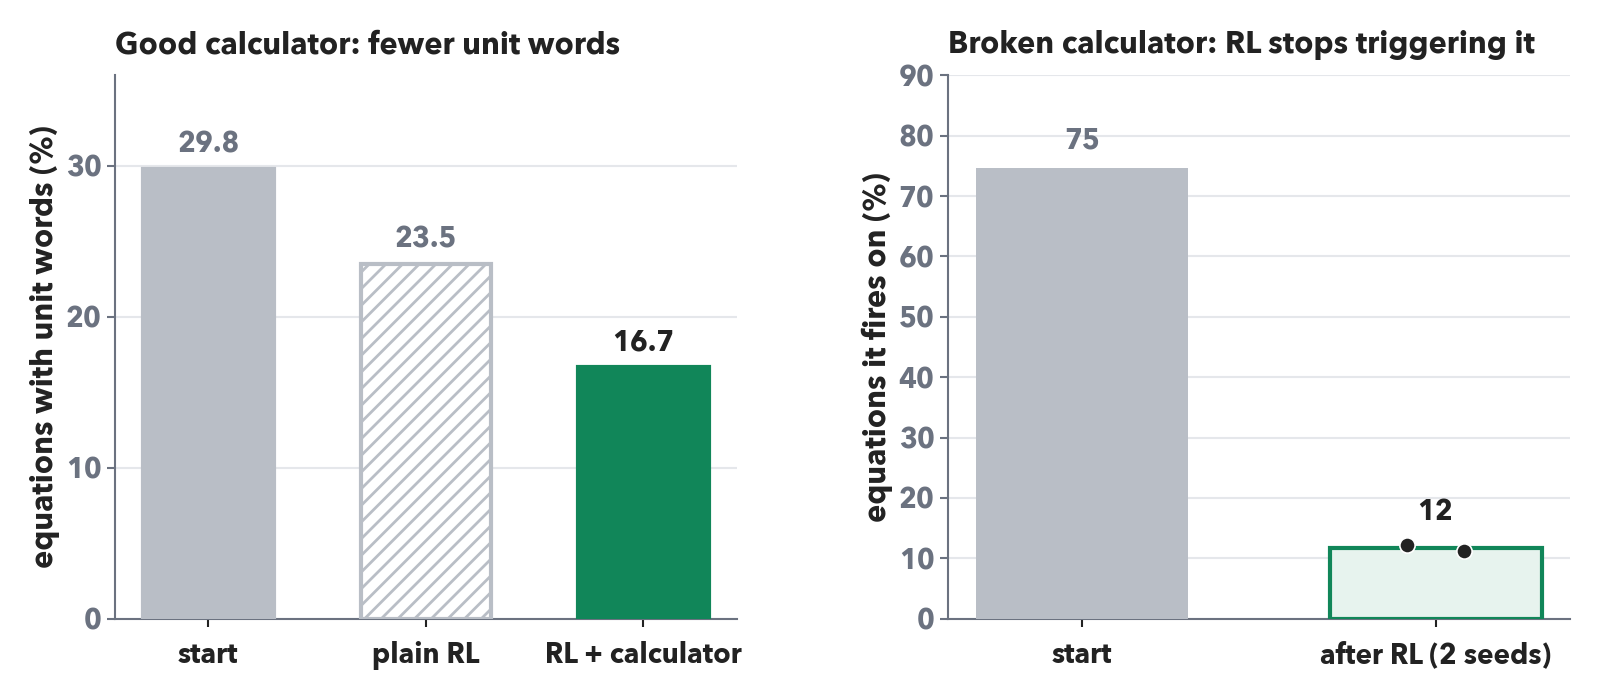 Good calculator: fewer unit words
equations with unit words (%)
30
20
10
0
29.8
23.5
16.7
start
plain RL
RL + calculator
Broken calculator: RL stops triggering it
equations it fires on (%)
90
80
70
60
50
40
30
20
10
0
75
12
start
after RL (2 seeds)